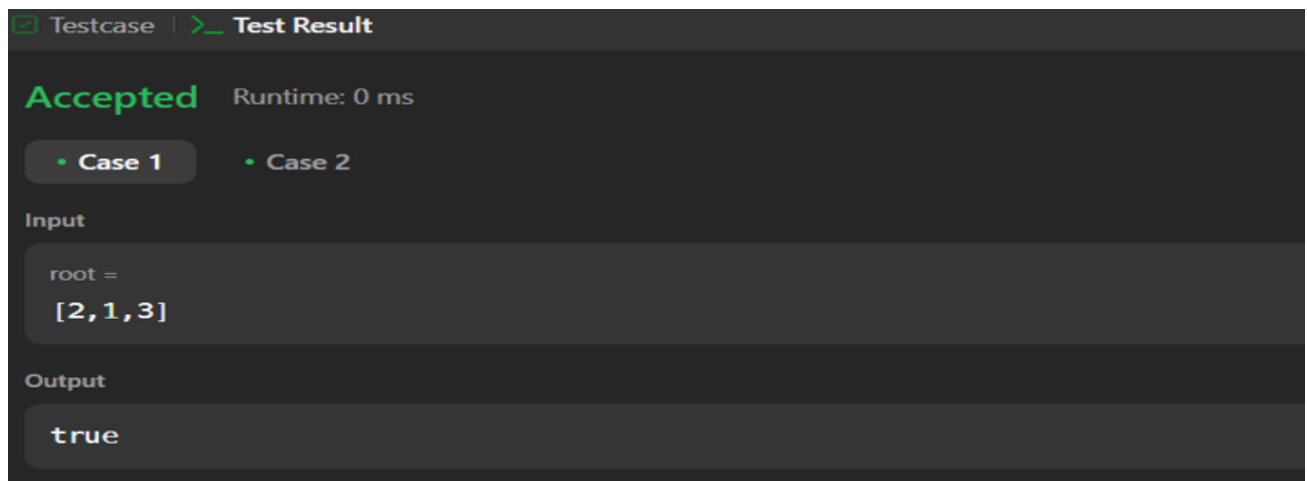 Testcase | >_ Test Result
Accepted Runtime: 0 ms
• Case 1 • Case 2
Input
root =
[2,1,3]
Output
true